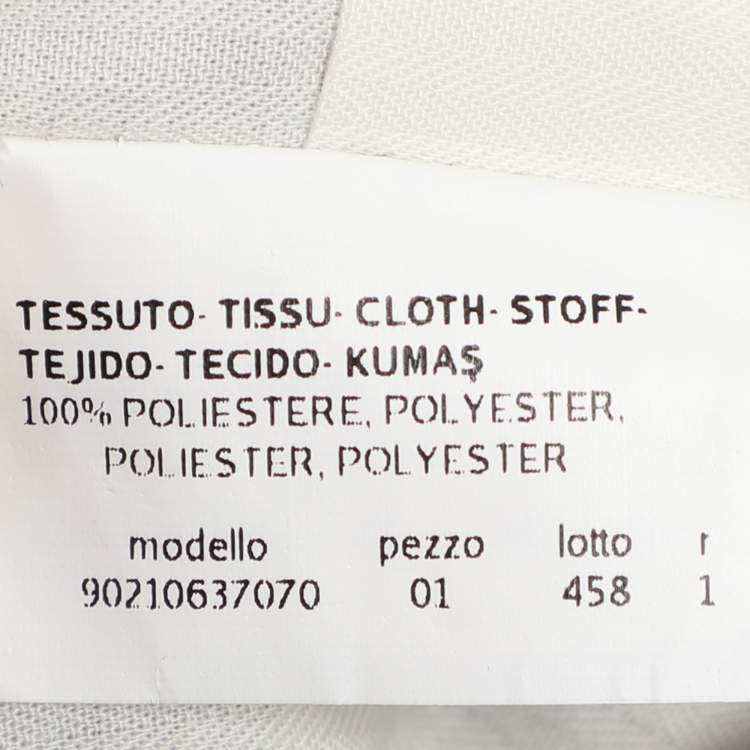 TESSUTO- TISSU- CLOTH- STOFF-
TEJIDO- TECIDO- KUMAŞ
100% POLIESTERE, POLYESTER,
POLIESTER, POLYESTER
modello pezzo lotto r
90210637070 01 458 1